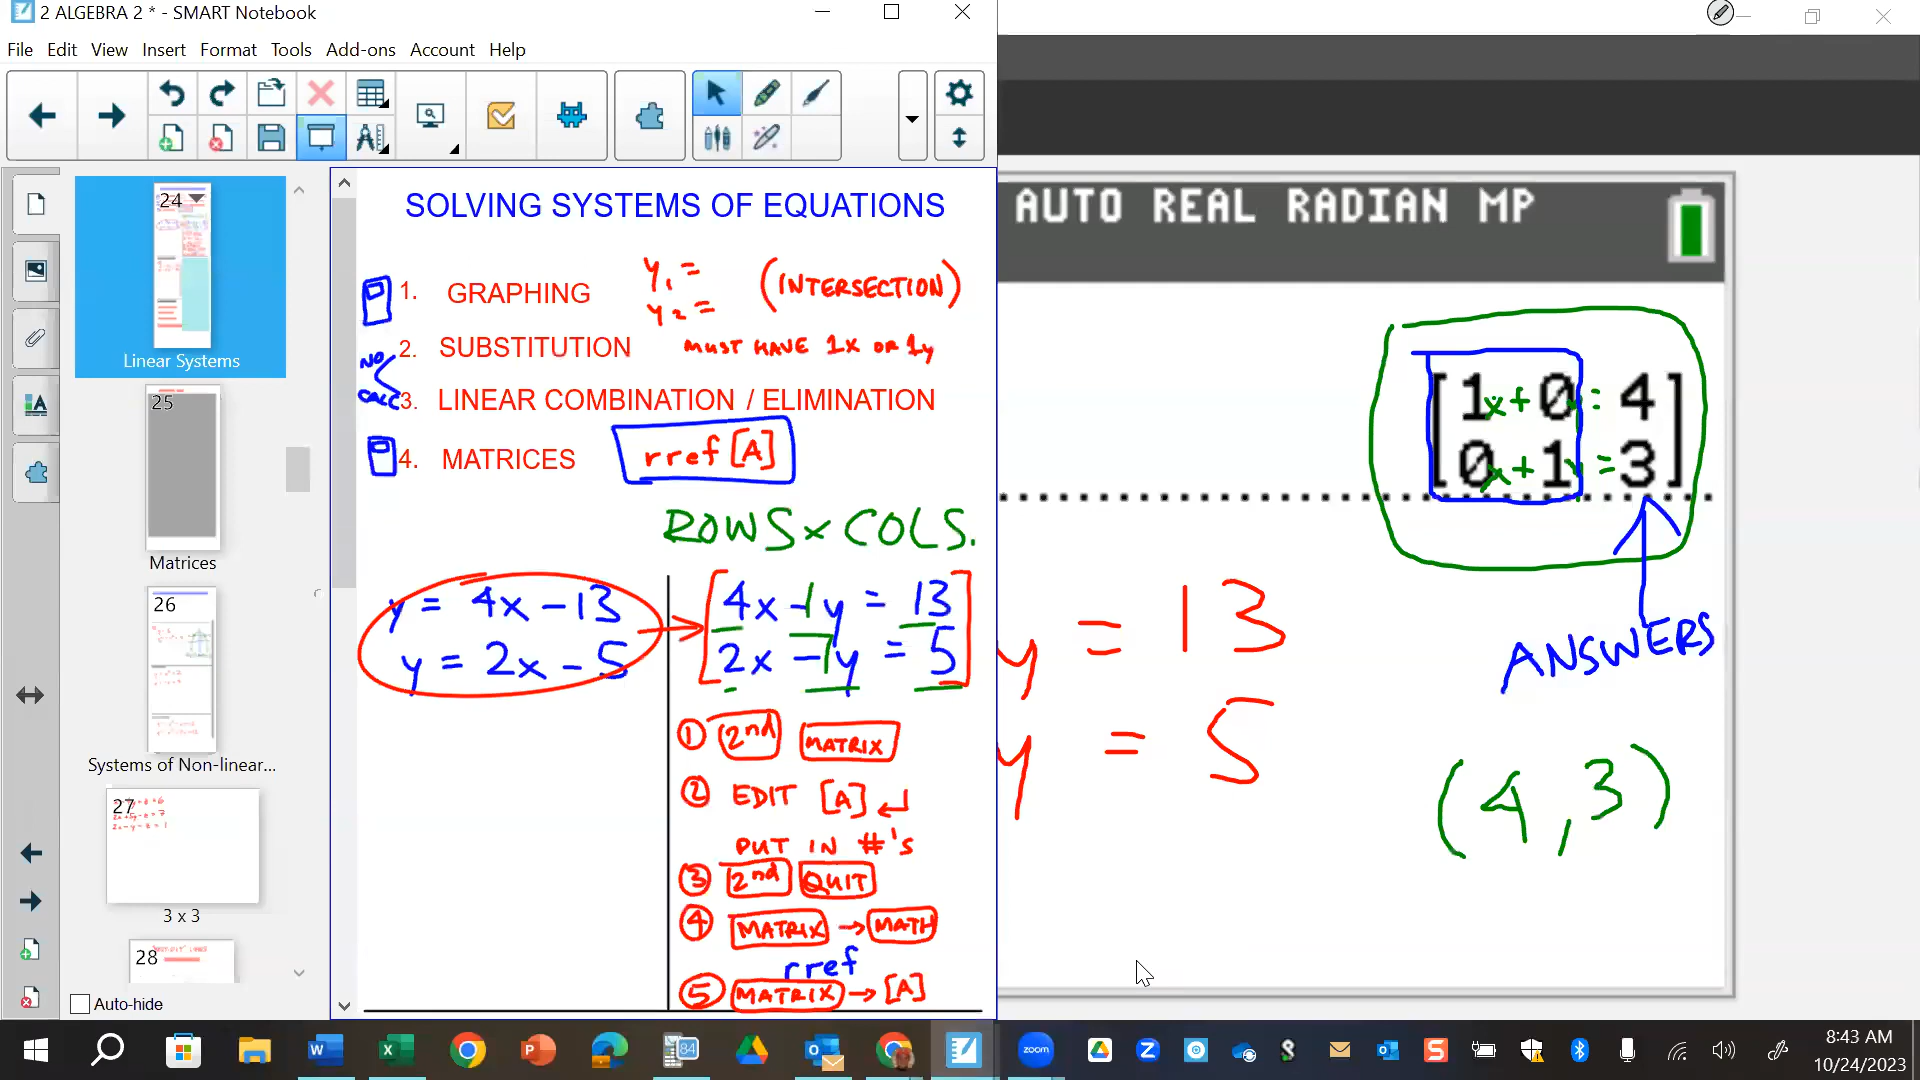 2 ALGEBRA 2 * - SMART Notebook
File Edit View Insert Format Tools Add-ons Account Help
24
Linear Systems
25
Matrices
26
Systems of Non-linear...
27
3 x 3
28
Auto-hide
SOLVING SYSTEMS OF EQUATIONS
1. GRAPHING y1 = y2 = (INTERSECTION)
2. SUBSTITUTION MUST HAVE 1x OR 1y
NO CALC
3. LINEAR COMBINATION / ELIMINATION
4. MATRICES rref [A]
ROWS x COLS.
y = 4x - 13
y = 2x - 5
4x - 1y = 13
2x - 1y = 5
① 2nd MATRIX
② EDIT [A] ↵
PUT IN #'S
③ 2nd QUIT
④ MATRIX → MATH
rref
⑤ MATRIX → [A]
AUTO REAL RADIAN MP
[1x + 0y = 4]
[0x + 1y = 3]
ANSWERS
y = 13
y = 5
(4, 3)
84
zoom
8:43 AM
10/24/2023